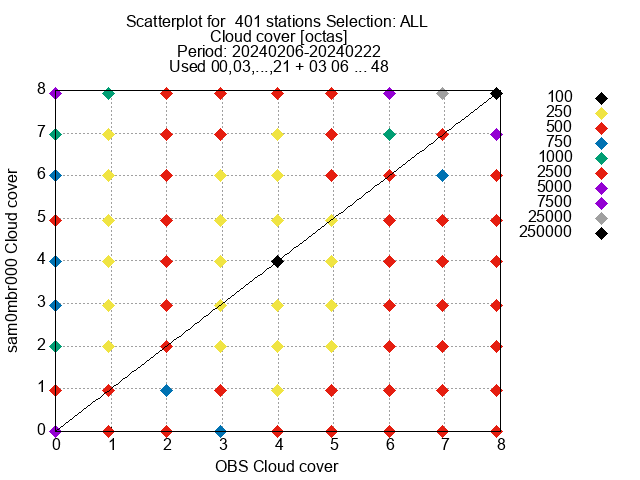 Scatterplot for  401 stations Selection: ALL
Cloud cover [octas]
Period: 20240206-20240222
Used 00,03,...,21 + 03 06 ... 48
8
7
6
5
4
3
2
1
0
sam0mbr000 Cloud cover
0 1 2 3 4 5 6 7 8
OBS Cloud cover
100
250
500
750
1000
2500
5000
7500
25000
250000